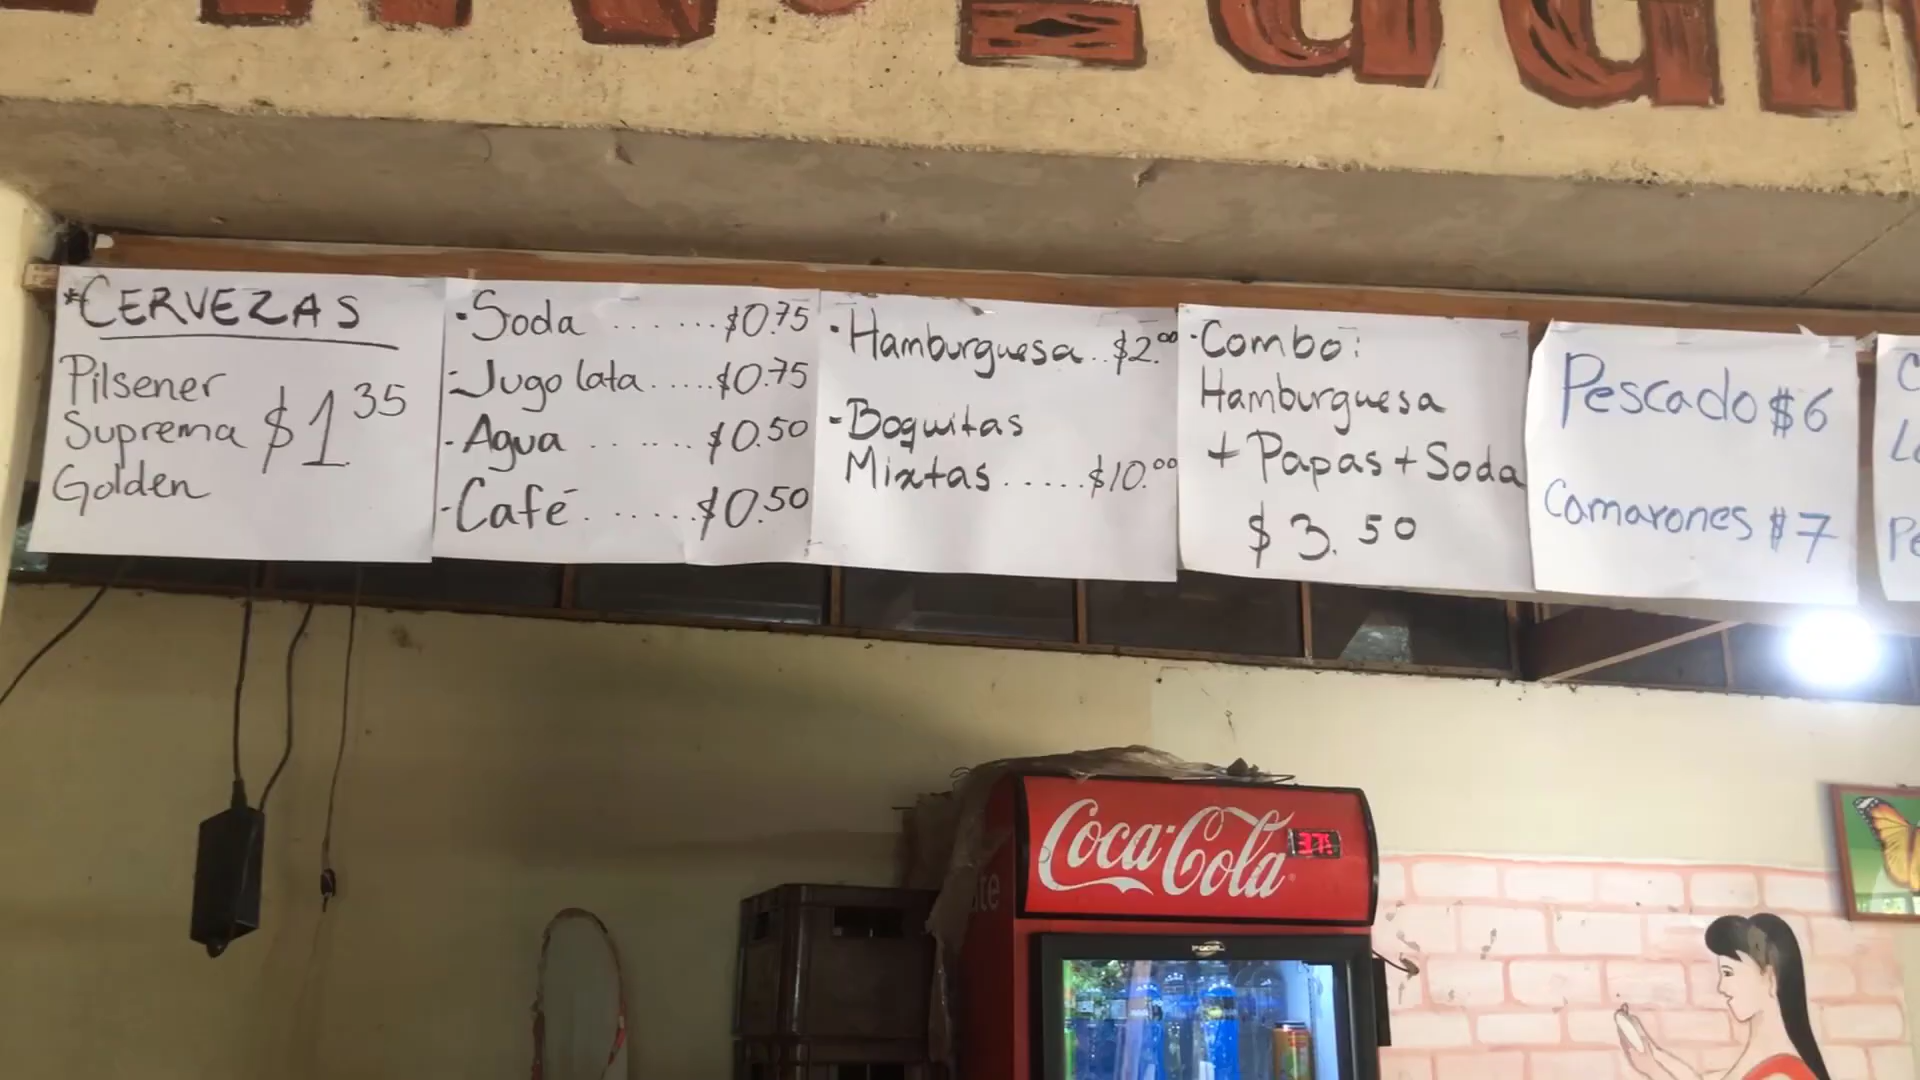 *CERVEZAS
Pilsener
Suprema $1.35
Golden
·Soda ....... $0.75
-Jugo lata ..... $0.75
-Agua ....... $0.50
-Café ....... $0.50
·Hamburguesa .. $2.00
-Boquitas
Mixtas ..... $10.00
·Combo:
Hamburguesa
+ Papas + Soda
$3.50
Pescado $6
Camarones $7
Coca-Cola